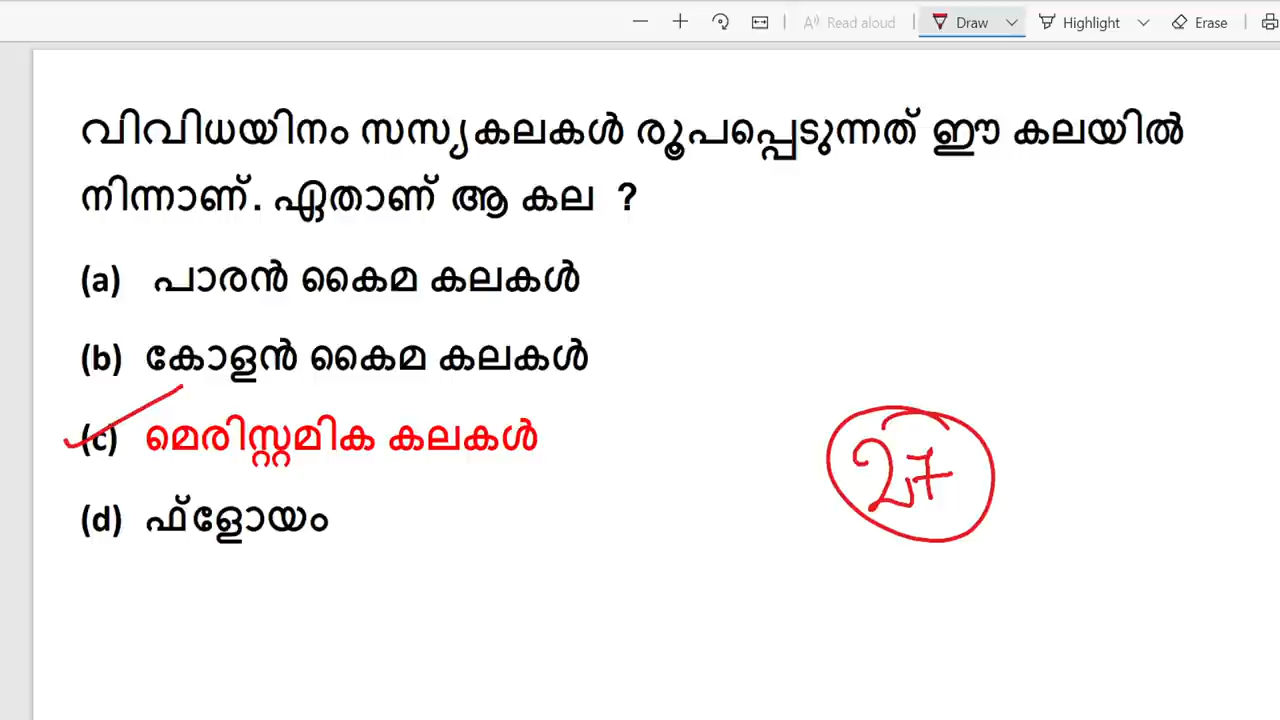 Read aloud Draw Highlight Erase
വിവിധയിനം സസ്യകലകൾ രൂപപ്പെടുന്നത് ഈ കലയിൽ
നിന്നാണ്. ഏതാണ് ആ കല ?
(a) പാരൻ കൈമ കലകൾ
(b) കോളൻ കൈമ കലകൾ
(c) മെരിസ്റ്റമിക കലകൾ
27
(d) ഫ്ളോയം